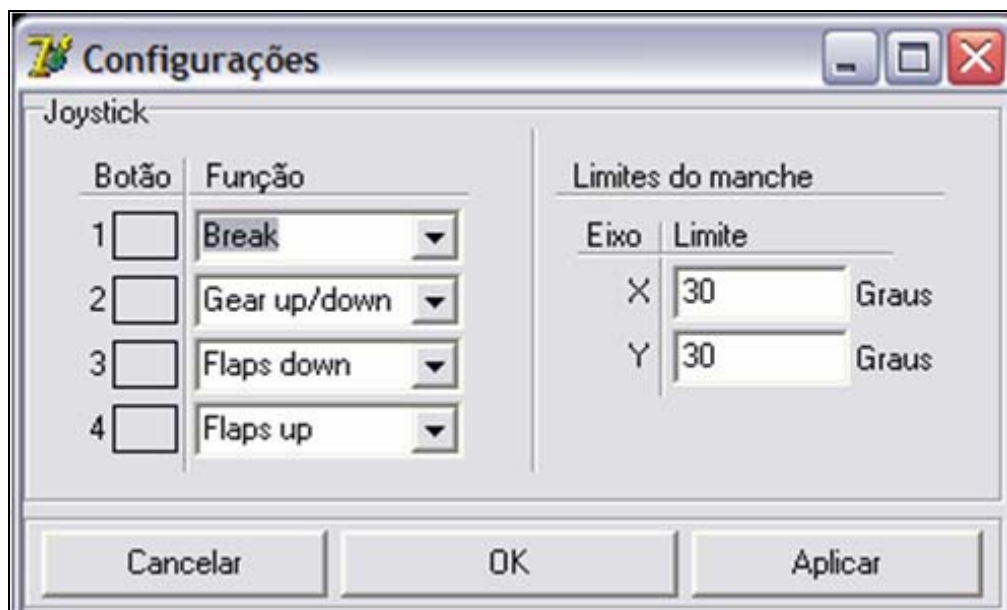 Configurações
Joystick
Botão Função
1 Break
2 Gear up/down
3 Flaps down
4 Flaps up
Limites do manche
Eixo Limite
X 30 Graus
Y 30 Graus
Cancelar OK Aplicar